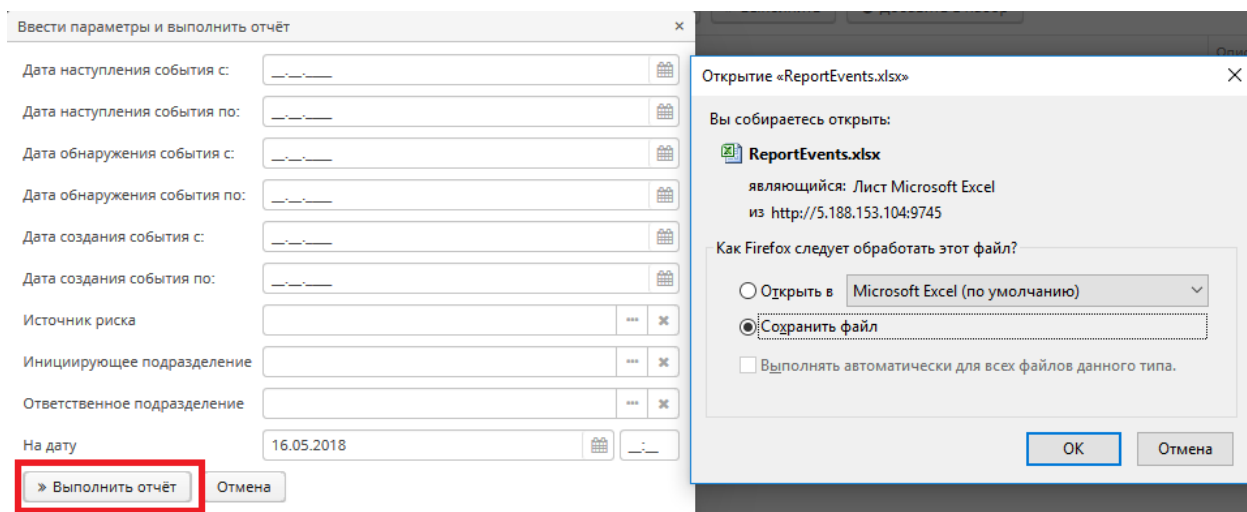 Ввести параметры и выполнить отчёт
Дата наступления события с:
__.__.____
Дата наступления события по:
__.__.____
Дата обнаружения события с:
__.__.____
Дата обнаружения события по:
__.__.____
Дата создания события с:
__.__.____
Дата создания события по:
__.__.____
Источник риска
Инициирующее подразделение
Ответственное подразделение
На дату
16.05.2018
__:__
» Выполнить отчёт
Отмена
Открытие «ReportEvents.xlsx»
Вы собираетесь открыть:
ReportEvents.xlsx
являющийся: Лист Microsoft Excel
из http://5.188.153.104:9745
Как Firefox следует обработать этот файл?
Открыть в
Microsoft Excel (по умолчанию)
Сохранить файл
Выполнять автоматически для всех файлов данного типа.
OK
Отмена